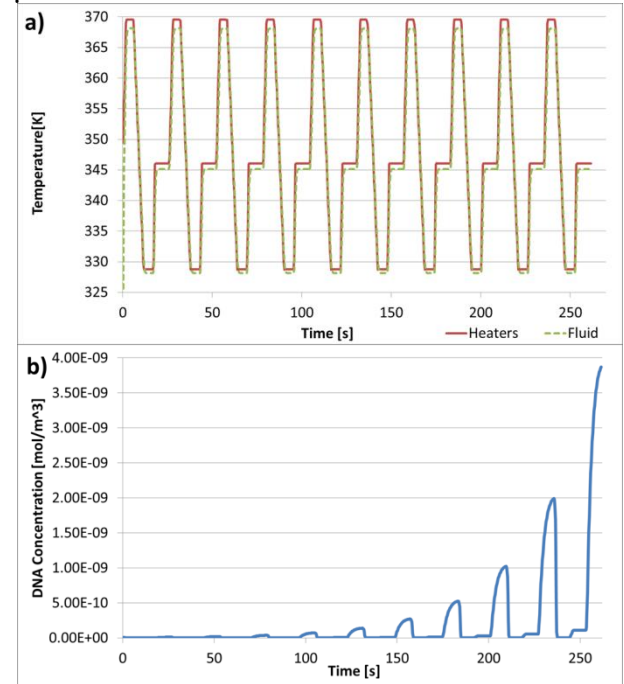 a)
370
365
360
355
350
345
340
335
330
325
Temperature[K]
0 50 100 150 200 250
Time [s]
Heaters Fluid
b)
4.00E-09
3.50E-09
3.00E-09
2.50E-09
2.00E-09
1.50E-09
1.00E-09
5.00E-10
0.00E+00
DNA Concentration [mol/m^3]
0 50 100 150 200 250
Time [s]